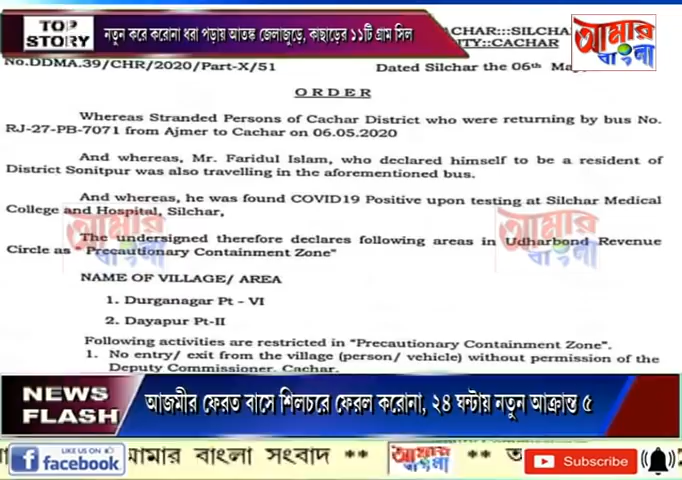 TOP STORY
নতুন করে করোনা ধরা পড়ায় আতঙ্ক জেলাজুড়ে, কাছাড়ের ১১টি গ্রাম সিল
আমার বাংলা
CHAR:::SILCHAR
:::CACHAR
No.DDMA.39/CHR/2020/Part-X/51
Dated Silchar the 06th
ORDER
Whereas Stranded Persons of Cachar District who were returning by bus No.
RJ-27-PB-7071 from Ajmer to Cachar on 06.05.2020
And whereas, Mr. Faridul Islam, who declared himself to be a resident of
District Sonitpur was also travelling in the aforementioned bus.
And whereas, he was found COVID19 Positive upon testing at Silchar Medical
College and Hospital, Silchar,
The undersigned therefore declares following areas in Udharbond Revenue
Circle as "Precautionary Containment Zone"
আমার বাংলা
আমার বাংলা
NAME OF VILLAGE/ AREA
1. Durganagar Pt - VI
2. Dayapur Pt-II
Following activities are restricted in "Precautionary Containment Zone".
1. No entry/ exit from the village (person/ vehicle) without permission of the
Deputy Commissioner, Cachar.
NEWS FLASH
আজমীর ফেরত বাসে শিলচরে ফেরল করোনা, ২৪ ঘন্টায় নতুন আক্রান্ত ৫
LIKE US ON
facebook
আমার বাংলা সংবাদ **
আমার বাংলা
**
Subscribe